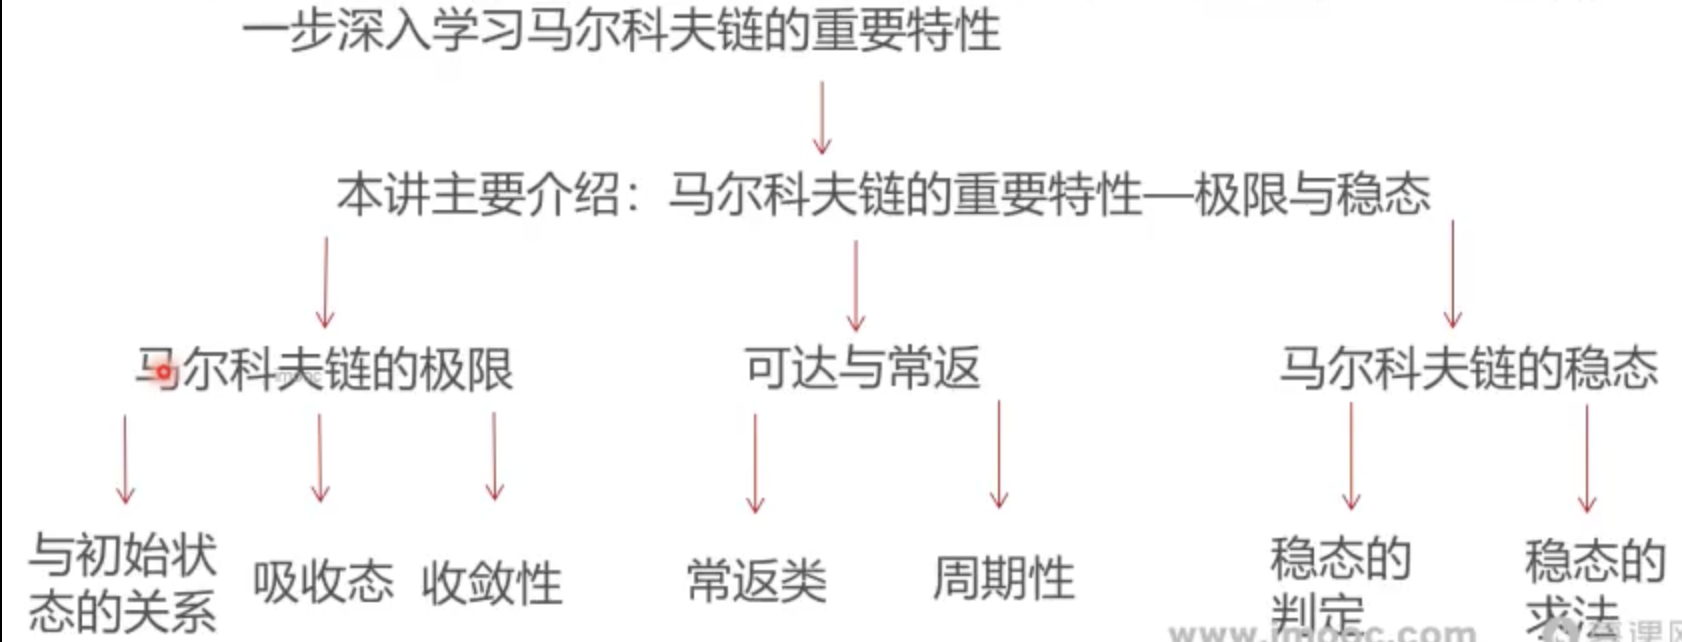 一步深入学习马尔科夫链的重要特性
本讲主要介绍：马尔科夫链的重要特性—极限与稳态
马尔科夫链的极限
可达与常返
马尔科夫链的稳态
与初始状
态的关系
吸收态
收敛性
常返类
周期性
稳态的
判定
稳态的
求法
www.imooc.com
慕课网